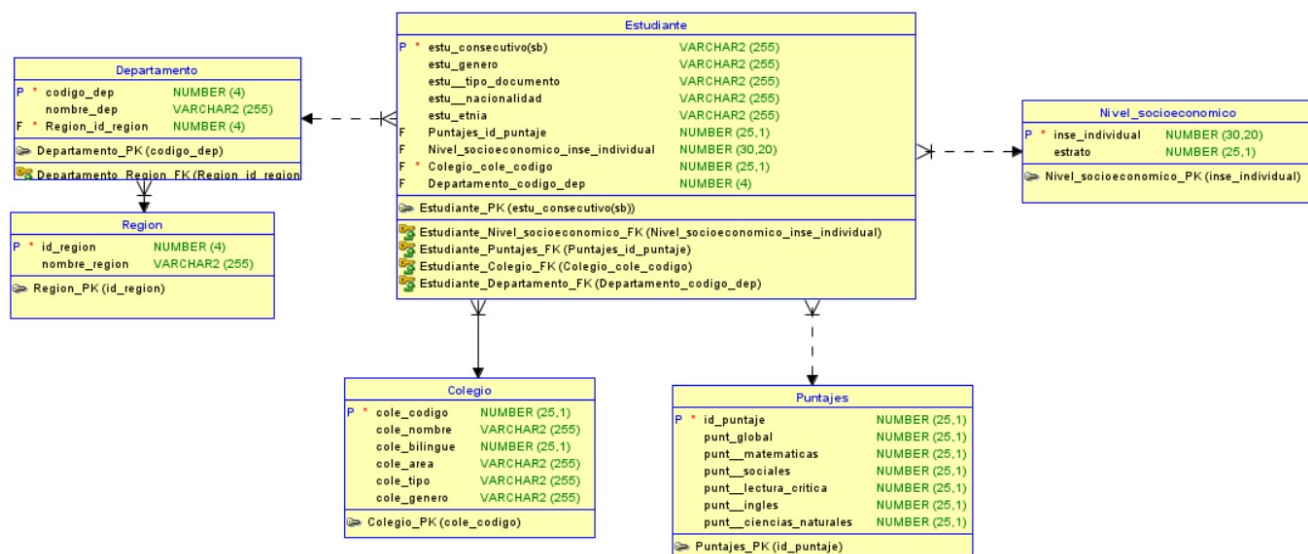 Estudiante
P * estu_consecutivo(sb) VARCHAR2 (255)
estu_genero VARCHAR2 (255)
estu__tipo_documento VARCHAR2 (255)
estu__nacionalidad VARCHAR2 (255)
estu_etnia VARCHAR2 (255)
F Puntajes_id_puntaje NUMBER (25,1)
F Nivel_socioeconomico_inse_individual NUMBER (30,20)
F * Colegio_cole_codigo NUMBER (25,1)
F Departamento_codigo_dep NUMBER (4)
Estudiante_PK (estu_consecutivo(sb))
Estudiante_Nivel_socioeconomico_FK (Nivel_socioeconomico_inse_individual)
Estudiante_Puntajes_FK (Puntajes_id_puntaje)
Estudiante_Colegio_FK (Colegio_cole_codigo)
Estudiante_Departamento_FK (Departamento_codigo_dep)
Departamento
P * codigo_dep NUMBER (4)
nombre_dep VARCHAR2 (255)
F * Region_id_region NUMBER (4)
Departamento_PK (codigo_dep)
Departamento_Region_FK (Region_id_region
Region
P * id_region NUMBER (4)
nombre_region VARCHAR2 (255)
Region_PK (id_region)
Nivel_socioeconomico
P * inse_individual NUMBER (30,20)
estrato NUMBER (25,1)
Nivel_socioeconomico_PK (inse_individual)
Colegio
P * cole_codigo NUMBER (25,1)
cole_nombre VARCHAR2 (255)
cole_bilingue NUMBER (25,1)
cole_area VARCHAR2 (255)
cole_tipo VARCHAR2 (255)
cole_genero VARCHAR2 (255)
Colegio_PK (cole_codigo)
Puntajes
P * id_puntaje NUMBER (25,1)
punt_global NUMBER (25,1)
punt__matematicas NUMBER (25,1)
punt__sociales NUMBER (25,1)
punt__lectura_critica NUMBER (25,1)
punt__ingles NUMBER (25,1)
punt__ciencias_naturales NUMBER (25,1)
Puntajes_PK (id_puntaje)